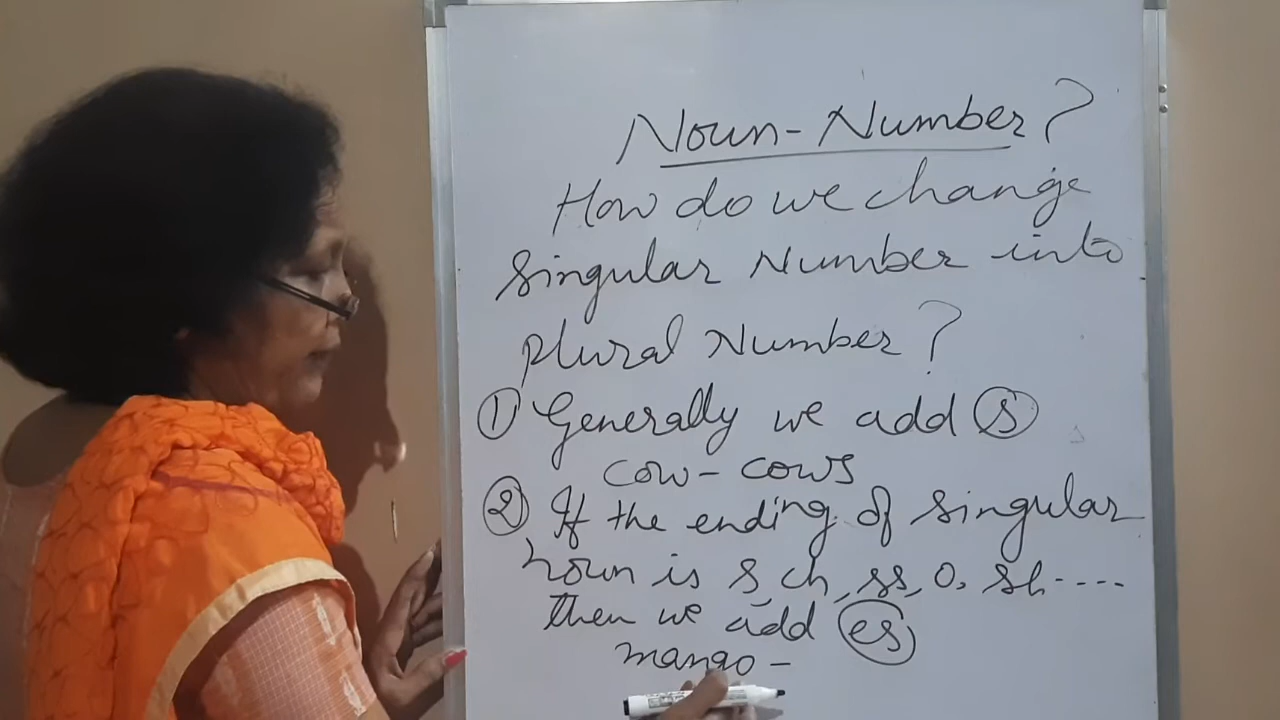 Noun-Number?
How do we change
singular Number into
plural Number?
① Generally we add ⓢ
cow - cows
② If the ending of singular
noun is s, ch, ss, o, sh----
then we add es
mango -